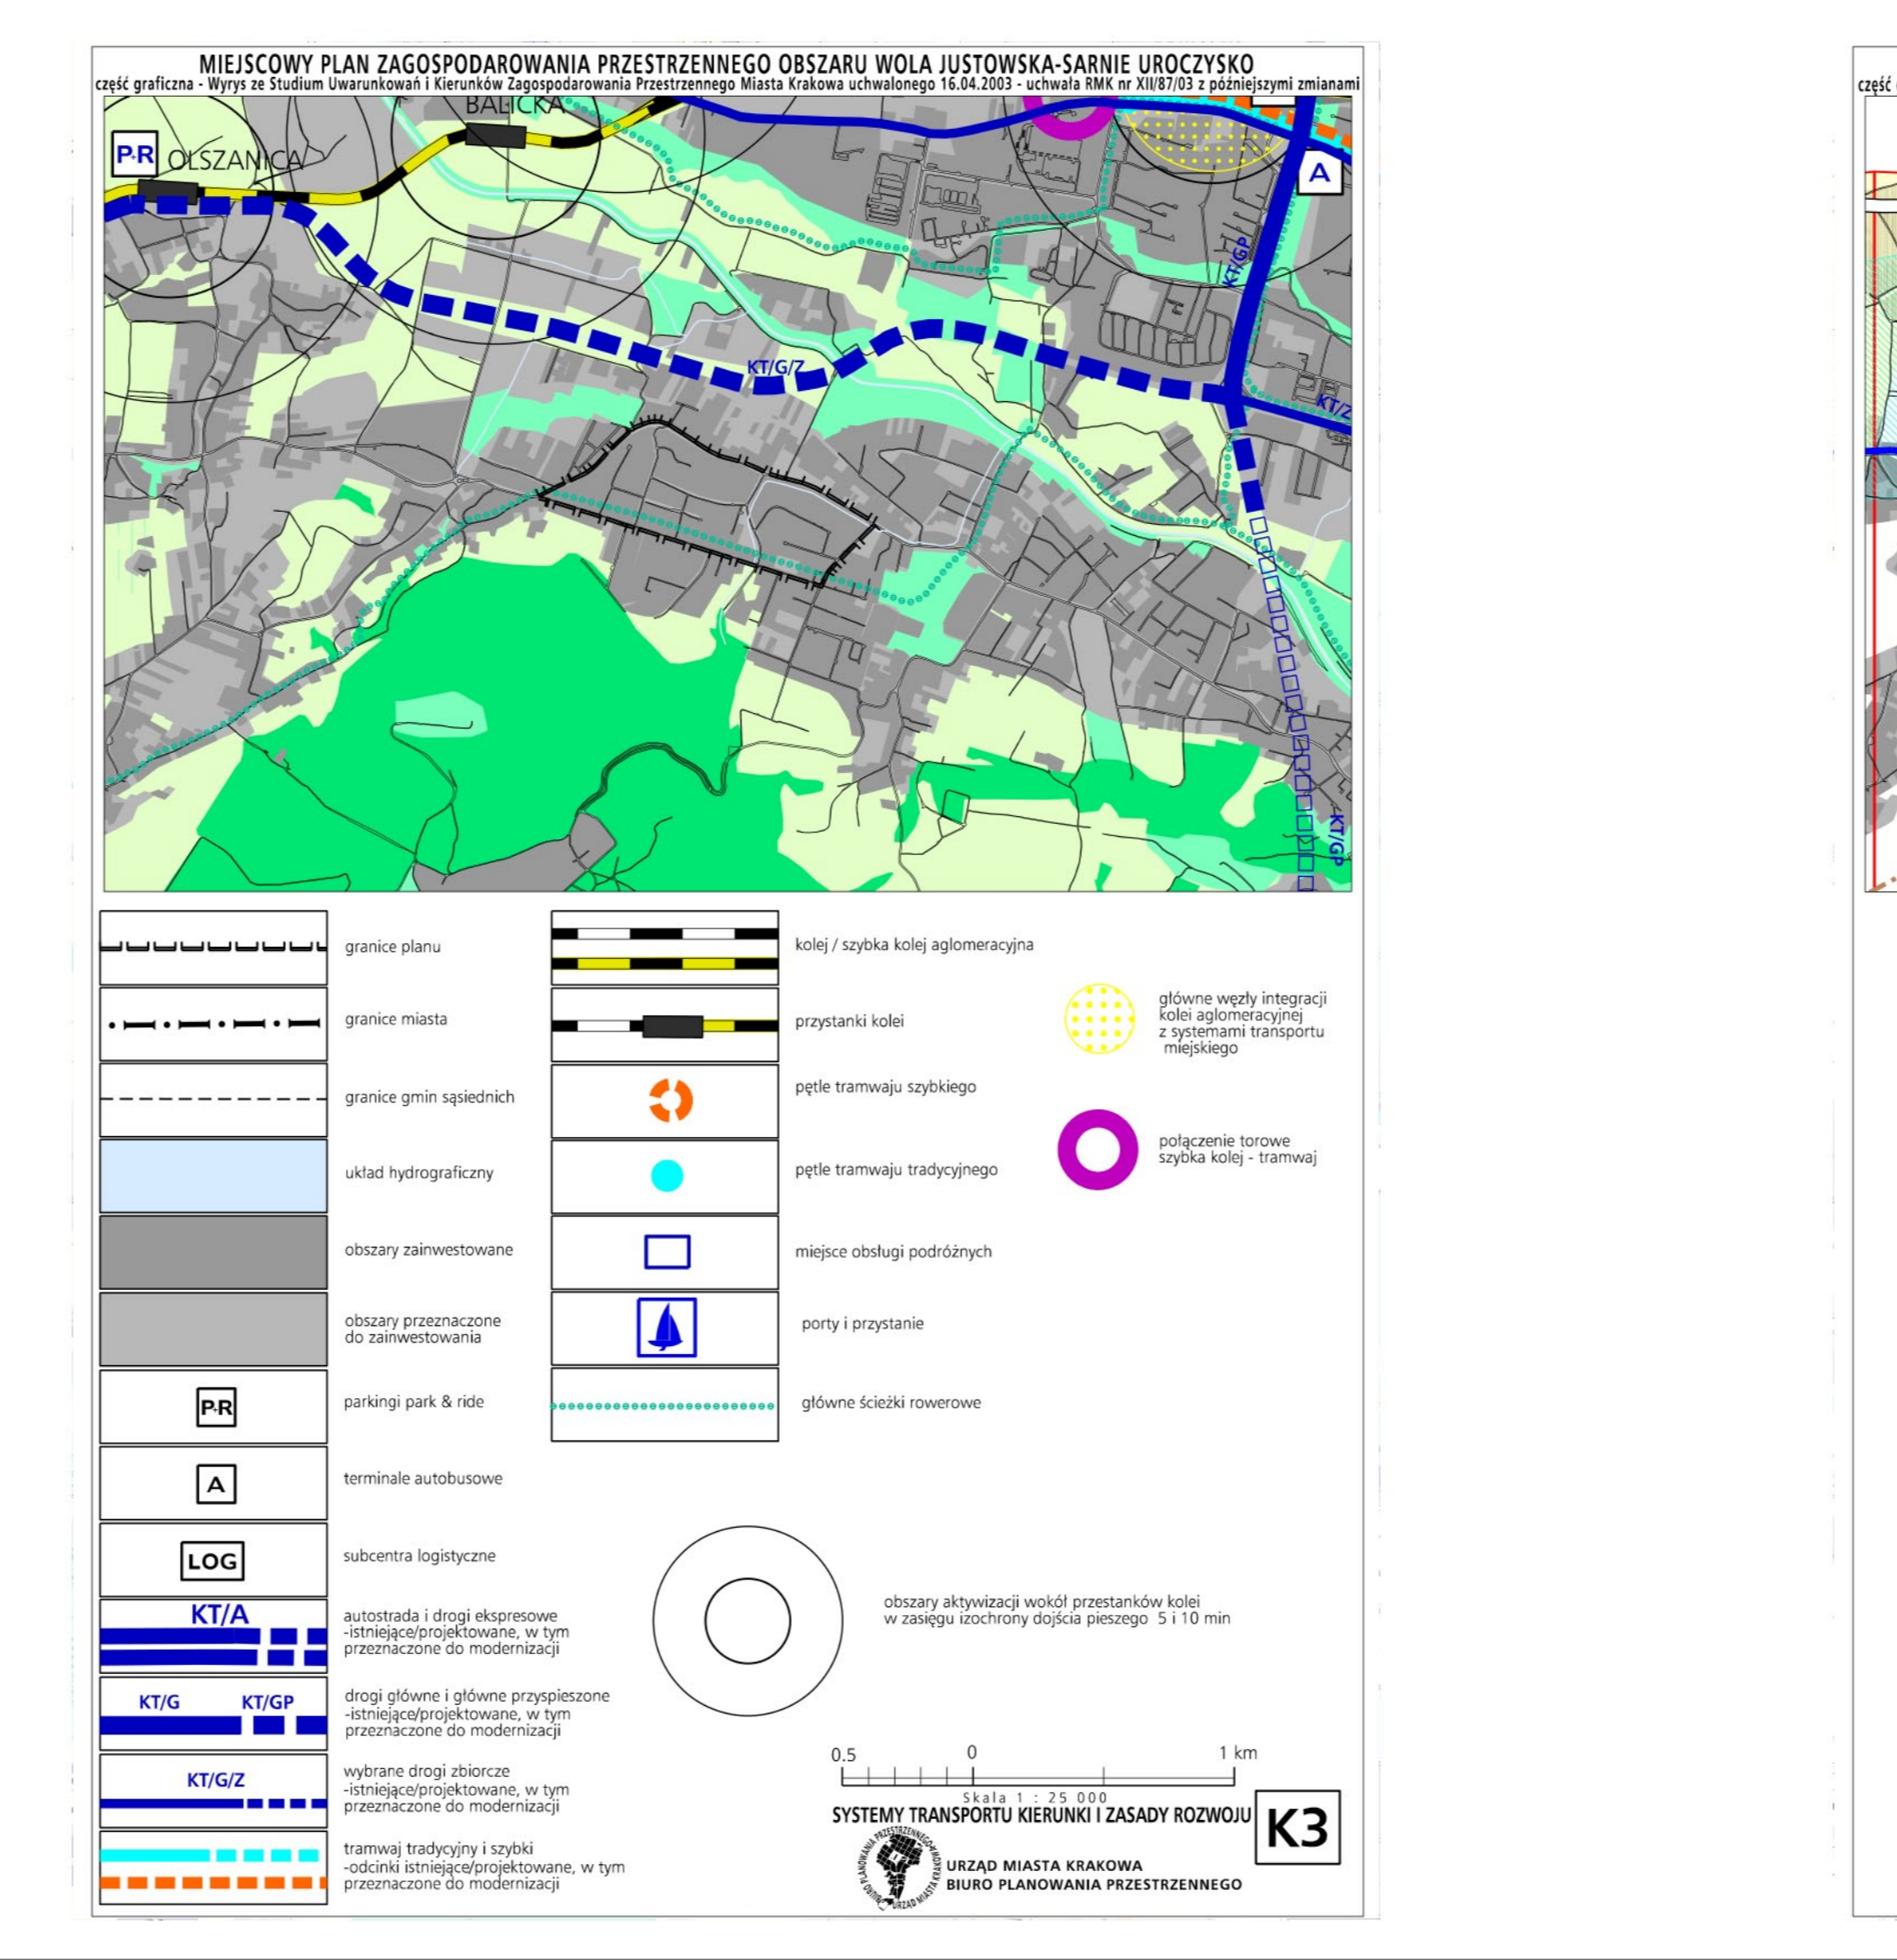 MIEJSCOWY PLAN ZAGOSPODAROWANIA PRZESTRZENNEGO OBSZARU WOLA JUSTOWSKA-SARNIE UROCZYSKO
część graficzna - Wyrys ze Studium Uwarunkowań i Kierunków Zagospodarowania Przestrzennego Miasta Krakowa uchwalonego 16.04.2003 - uchwała RMK nr XII/87/03 z późniejszymi zmianami
część
BALICKA
P+R OLSZANICA
A
KT/GP
KT/G/Z
KT/Z
KT/GP
granice planu
granice miasta
granice gmin sąsiednich
układ hydrograficzny
obszary zainwestowane
obszary przeznaczone
do zainwestowania
P+R
parkingi park & ride
A
terminale autobusowe
LOG
subcentra logistyczne
KT/A
autostrada i drogi ekspresowe
-istniejące/projektowane, w tym
przeznaczone do modernizacji
KT/G KT/GP
drogi główne i główne przyspieszone
-istniejące/projektowane, w tym
przeznaczone do modernizacji
KT/G/Z
wybrane drogi zbiorcze
-istniejące/projektowane, w tym
przeznaczone do modernizacji
tramwaj tradycyjny i szybki
-odcinki istniejące/projektowane, w tym
przeznaczone do modernizacji
kolej / szybka kolej aglomeracyjna
przystanki kolei
pętle tramwaju szybkiego
pętle tramwaju tradycyjnego
miejsce obsługi podróżnych
porty i przystanie
główne ścieżki rowerowe
główne węzły integracji
kolei aglomeracyjnej
z systemami transportu
miejskiego
połączenie torowe
szybka kolej - tramwaj
obszary aktywizacji wokół przestanków kolei
w zasięgu izochrony dojścia pieszego 5 i 10 min
0.5 0 1 km
Skala 1 : 25 000
SYSTEMY TRANSPORTU KIERUNKI I ZASADY ROZWOJU
K3
BIURO PLANOWANIA PRZESTRZENNEGO URZĄD MIASTA KRAKOWA
URZĄD MIASTA KRAKOWA
BIURO PLANOWANIA PRZESTRZENNEGO